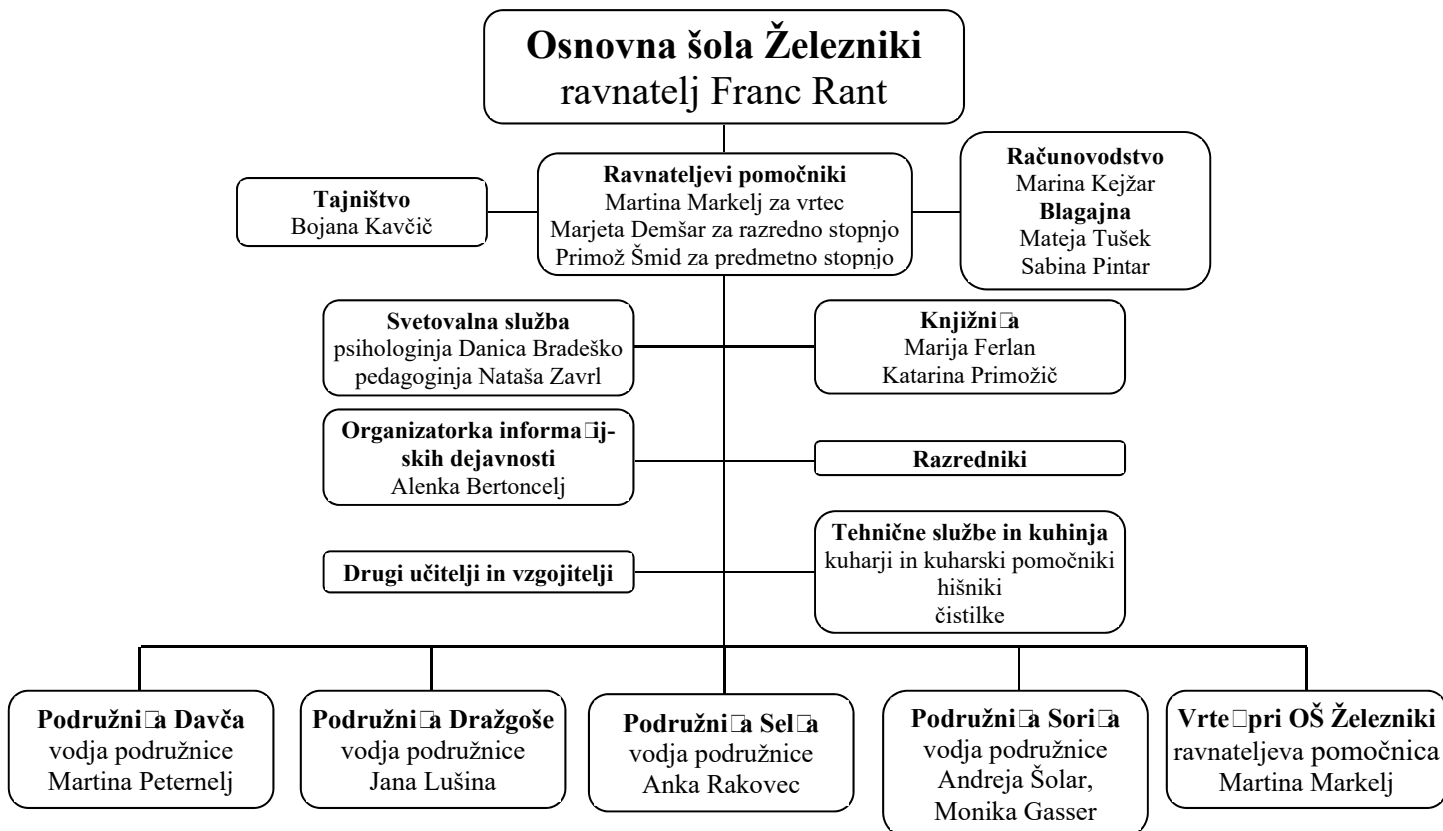 Osnovna šola Železniki
ravnatelj Franc Rant
Tajništvo
Bojana Kavčič
Ravnateljevi pomočniki
Martina Markelj za vrtec
Marjeta Demšar za razredno stopnjo
Primož Šmid za predmetno stopnjo
Računovodstvo
Marina Kejžar
Blagajna
Mateja Tušek
Sabina Pintar
Svetovalna služba
psihologinja Danica Bradeško
pedagoginja Nataša Zavrl
Knjižni□a
Marija Ferlan
Katarina Primožič
Organizatorka informa□ij-
skih dejavnosti
Alenka Bertoncelj
Razredniki
Drugi učitelji in vzgojitelji
Tehnične službe in kuhinja
kuharji in kuharski pomočniki
hišniki
čistilke
Podružni□a Davča
vodja podružnice
Martina Peternelj
Podružni□a Dražgoše
vodja podružnice
Jana Lušina
Podružni□a Sel□a
vodja podružnice
Anka Rakovec
Podružni□a Sori□a
vodja podružnice
Andreja Šolar,
Monika Gasser
Vrte□ pri OŠ Železniki
ravnateljeva pomočnica
Martina Markelj